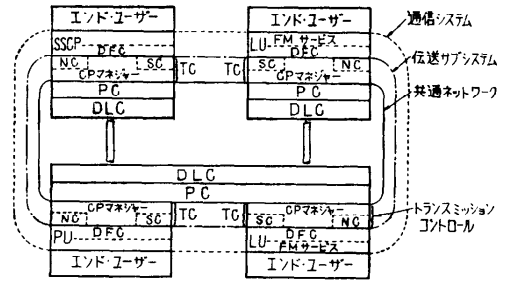 エンド・ユーザー
SSCP
DFC
NC
SC
CPマネジャー
TC
PC
DLC
エンド・ユーザー
LU
FMサービス
DFC
TC
SC
NC
CPマネジャー
PC
DLC
通信システム
伝送サブシステム
共通ネットワーク
DLC
PC
CPマネジャー
NC
SC
TC
PU
DFC
エンド・ユーザー
TC
CPマネジャー
SC
NC
LU
DFC
FMサービス
エンド・ユーザー
トランスミッション
コントロール